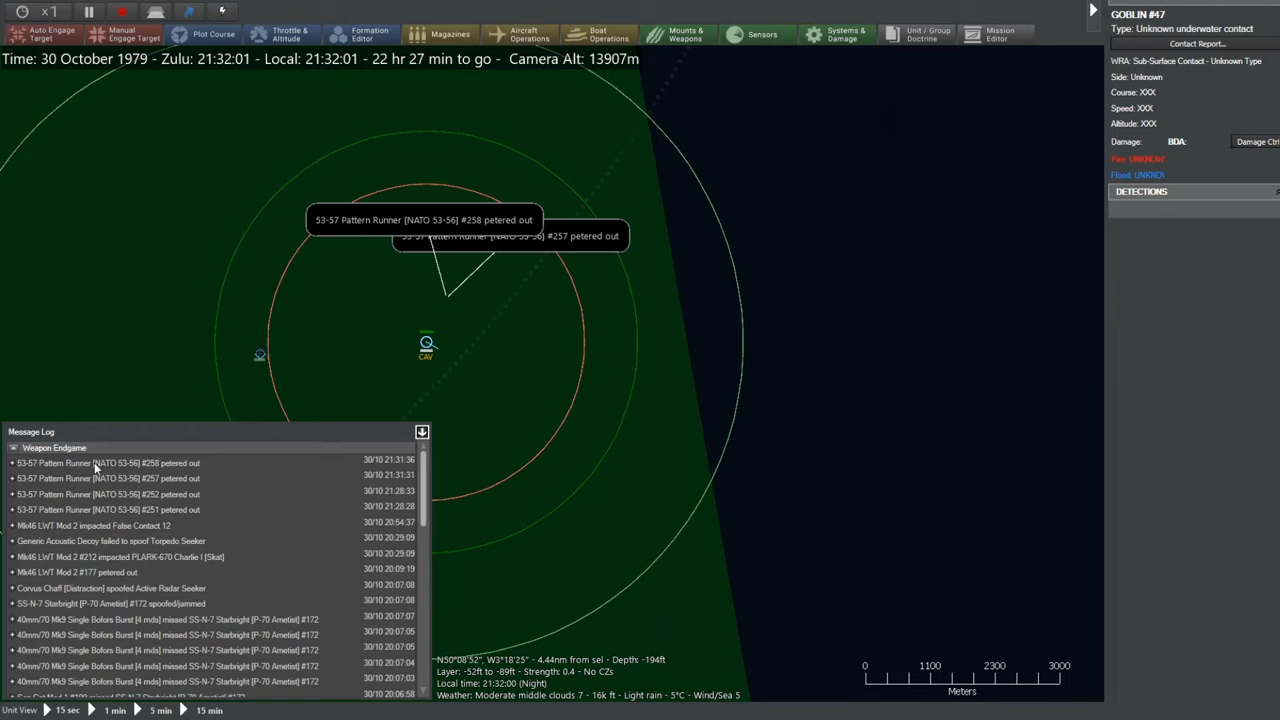 x 1
Auto Engage Target
Manual Engage Target
Plot Course
Throttle & Altitude
Formation Editor
Magazines
Aircraft Operations
Boat Operations
Mounts & Weapons
Sensors
Systems & Damage
Unit / Group Doctrine
Mission Editor
Time: 30 October 1979 - Zulu: 21:32:01 - Local: 21:32:01 - 22 hr 27 min to go - Camera Alt: 13907m
GOBLIN #47
Type: Unknown underwater contact
Contact Report...
WRA: Sub-Surface Contact - Unknown Type
Side: Unknown
Course: XXX
Speed: XXX
Altitude: XXX
Damage: BDA: Damage Ctrl
Fire: UNKNOW
Flood: UNKNO
DETECTIONS
53-57 Pattern Runner [NATO 53-56] #258 petered out
53-57 Pattern Runner [NATO 53-56] #257 petered out
CAV
Message Log
Weapon Endgame
53-57 Pattern Runner [NATO 53-56] #258 petered out 30/10 21:31:36
53-57 Pattern Runner [NATO 53-56] #257 petered out 30/10 21:31:31
53-57 Pattern Runner [NATO 53-56] #252 petered out 30/10 21:28:33
53-57 Pattern Runner [NATO 53-56] #251 petered out 30/10 21:28:28
Mk46 LWT Mod 2 impacted False Contact 12 30/10 20:54:37
Generic Acoustic Decoy failed to spoof Torpedo Seeker 30/10 20:29:09
Mk46 LWT Mod 2 #212 impacted PLARK-670 Charlie I [Skat] 30/10 20:29:09
Mk46 LWT Mod 2 #177 petered out 30/10 20:09:19
Corvus Chaff [Distraction] spoofed Active Radar Seeker 30/10 20:07:08
SS-N-7 Starbright [P-70 Ametist] #172 spoofed/jammed 30/10 20:07:08
40mm/70 Mk9 Single Bofors Burst [4 rnds] missed SS-N-7 Starbright [P-70 Ametist] #172 30/10 20:07:07
40mm/70 Mk9 Single Bofors Burst [4 rnds] missed SS-N-7 Starbright [P-70 Ametist] #172 30/10 20:07:05
40mm/70 Mk9 Single Bofors Burst [4 rnds] missed SS-N-7 Starbright [P-70 Ametist] #172 30/10 20:07:05
40mm/70 Mk9 Single Bofors Burst [4 rnds] missed SS-N-7 Starbright [P-70 Ametist] #172 30/10 20:07:04
40mm/70 Mk9 Single Bofors Burst [4 rnds] missed SS-N-7 Starbright [P-70 Ametist] #172 30/10 20:07:04
30/10 20:06:58
N50°08'52", W3°18'25" - 4.44nm from sel - Depth: -194ft
Layer: -52ft to -89ft - Strength: 0.4 - No CZs
Local time: 21:32:00 (Night)
Weather: Moderate middle clouds 7 - 16k ft - Light rain - 5°C - Wind/Sea 5
0 1100 2300 3000
Meters
Unit View 15 sec 1 min 5 min 15 min